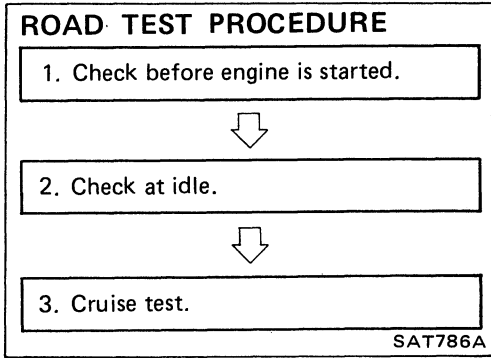 ROAD TEST PROCEDURE
1. Check before engine is started.
2. Check at idle.
3. Cruise test.
SAT786A